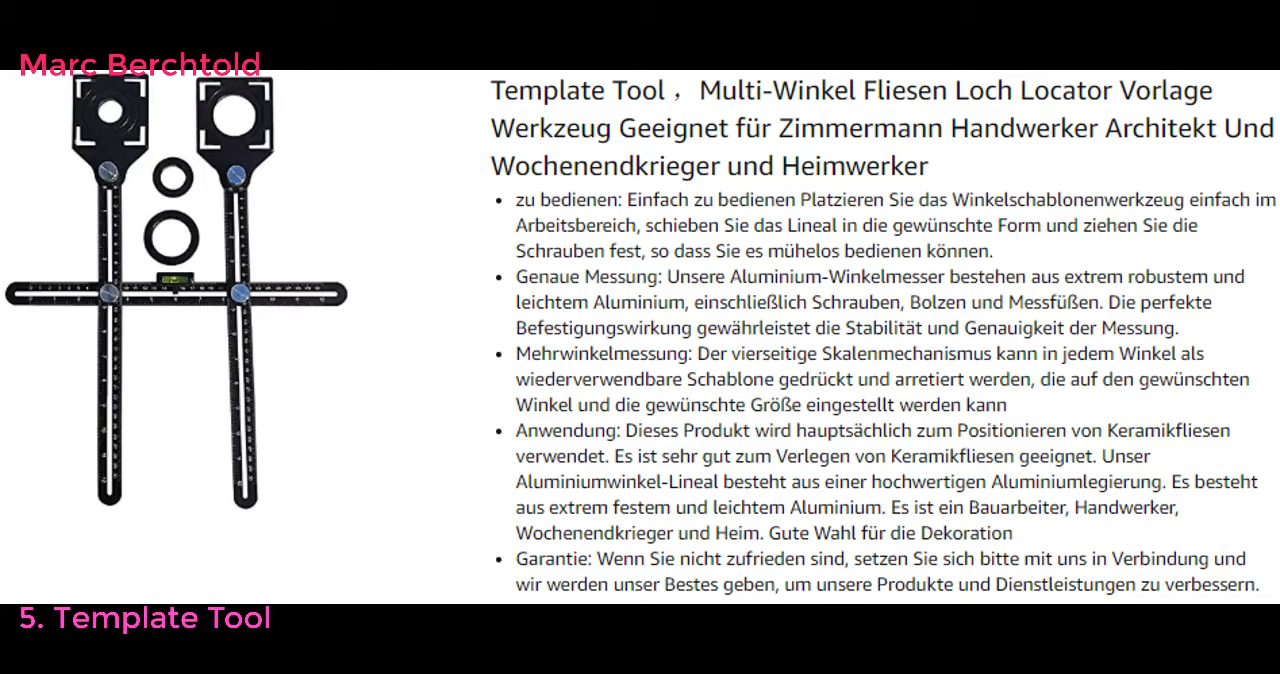 Marc Berchtold
Template Tool， Multi-Winkel Fliesen Loch Locator Vorlage
Werkzeug Geeignet für Zimmermann Handwerker Architekt Und
Wochenendkrieger und Heimwerker
• zu bedienen: Einfach zu bedienen Platzieren Sie das Winkelschablonenwerkzeug einfach im
Arbeitsbereich, schieben Sie das Lineal in die gewünschte Form und ziehen Sie die
Schrauben fest, so dass Sie es mühelos bedienen können.
• Genaue Messung: Unsere Aluminium-Winkelmesser bestehen aus extrem robustem und
leichtem Aluminium, einschließlich Schrauben, Bolzen und Messfüßen. Die perfekte
Befestigungswirkung gewährleistet die Stabilität und Genauigkeit der Messung.
• Mehrwinkelmessung: Der vierseitige Skalenmechanismus kann in jedem Winkel als
wiederverwendbare Schablone gedrückt und arretiert werden, die auf den gewünschten
Winkel und die gewünschte Größe eingestellt werden kann
• Anwendung: Dieses Produkt wird hauptsächlich zum Positionieren von Keramikfliesen
verwendet. Es ist sehr gut zum Verlegen von Keramikfliesen geeignet. Unser
Aluminiumwinkel-Lineal besteht aus einer hochwertigen Aluminiumlegierung. Es besteht
aus extrem festem und leichtem Aluminium. Es ist ein Bauarbeiter, Handwerker,
Wochenendkrieger und Heim. Gute Wahl für die Dekoration
• Garantie: Wenn Sie nicht zufrieden sind, setzen Sie sich bitte mit uns in Verbindung und
wir werden unser Bestes geben, um unsere Produkte und Dienstleistungen zu verbessern.
5. Template Tool